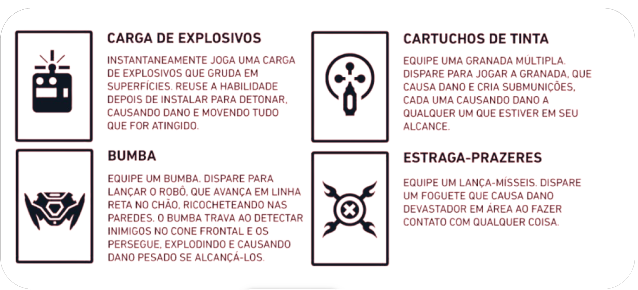 CARGA DE EXPLOSIVOS
INSTANTANEAMENTE JOGA UMA CARGA
DE EXPLOSIVOS QUE GRUDA EM
SUPERFÍCIES. REUSE A HABILIDADE
DEPOIS DE INSTALAR PARA DETONAR,
CAUSANDO DANO E MOVENDO TUDO
QUE FOR ATINGIDO.
BUMBA
EQUIPE UM BUMBA. DISPARE PARA
LANÇAR O ROBÔ, QUE AVANÇA EM LINHA
RETA NO CHÃO, RICOCHETEANDO NAS
PAREDES. O BUMBA TRAVA AO DETECTAR
INIMIGOS NO CONE FRONTAL E OS
PERSEGUE, EXPLODINDO E CAUSANDO
DANO PESADO SE ALCANÇÁ-LOS.
CARTUCHOS DE TINTA
EQUIPE UMA GRANADA MÚLTIPLA.
DISPARE PARA JOGAR A GRANADA, QUE
CAUSA DANO E CRIA SUBMUNIÇÕES,
CADA UMA CAUSANDO DANO A
QUALQUER UM QUE ESTIVER EM SEU
ALCANCE.
ESTRAGA-PRAZERES
EQUIPE UM LANÇA-MÍSSEIS. DISPARE
UM FOGUETE QUE CAUSA DANO
DEVASTADOR EM ÁREA AO FAZER
CONTATO COM QUALQUER COISA.